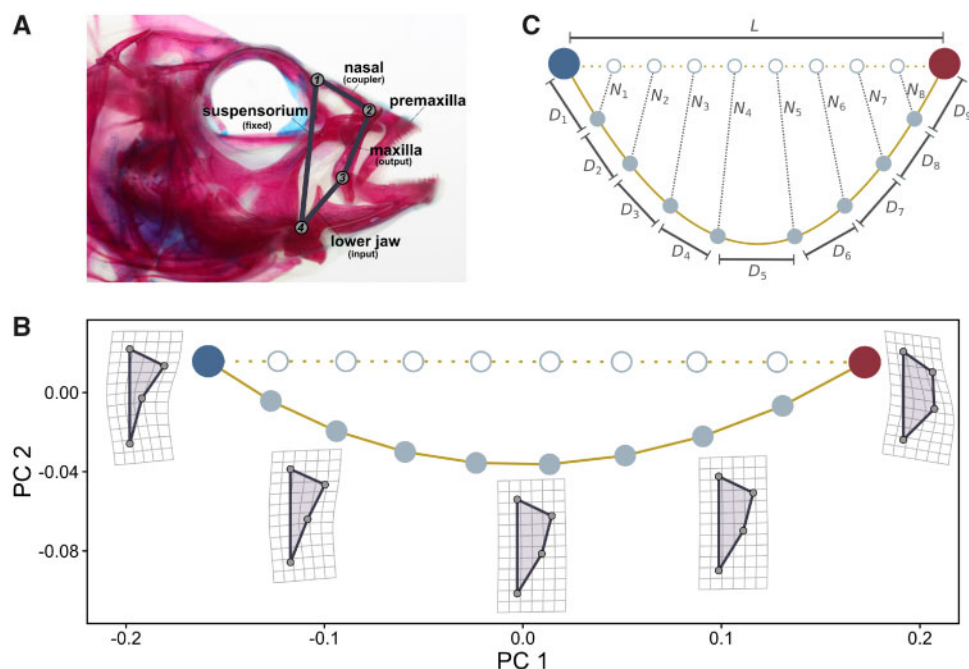 A
1
nasal
(coupler)
2
premaxilla
suspensorium
(fixed)
maxilla
(output)
3
4
lower jaw
(input)
C
L
N1
N2
N3
N4
N5
N6
N7
N8
D1
D2
D3
D4
D5
D6
D7
D8
D9
B
PC 2
0.00
-0.04
-0.08
-0.2
-0.1
0.0
0.1
0.2
PC 1